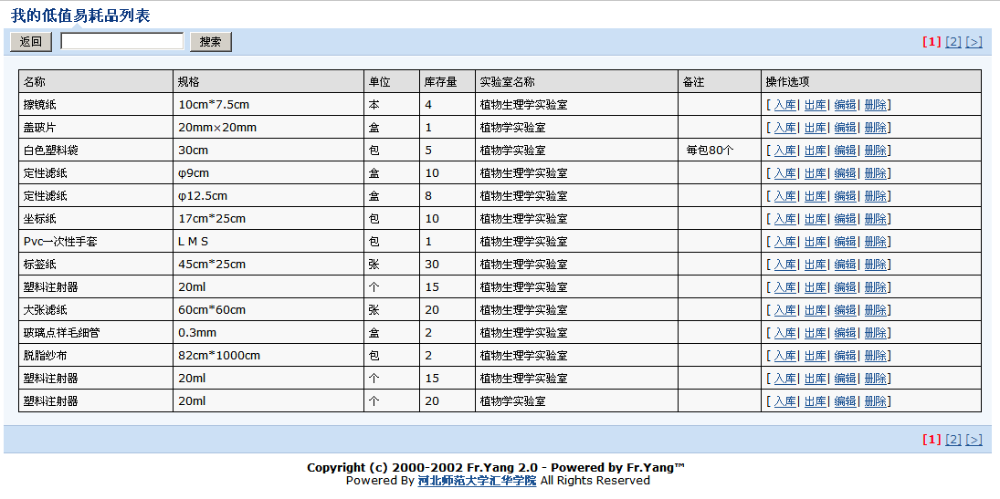 我的低值易耗品列表
返回 搜索 [1] [2] [>]
名称 规格 单位 库存量 实验室名称 备注 操作选项
擦镜纸 10cm*7.5cm 本 4 植物生理学实验室 [ 入库| 出库| 编辑| 删除]
盖玻片 20mm×20mm 盒 1 植物学实验室 [ 入库| 出库| 编辑| 删除]
白色塑料袋 30cm 包 5 植物学实验室 每包80个 [ 入库| 出库| 编辑| 删除]
定性滤纸 φ9cm 盒 10 植物生理学实验室 [ 入库| 出库| 编辑| 删除]
定性滤纸 φ12.5cm 盒 8 植物生理学实验室 [ 入库| 出库| 编辑| 删除]
坐标纸 17cm*25cm 包 10 植物生理学实验室 [ 入库| 出库| 编辑| 删除]
Pvc一次性手套 L M S 包 1 植物生理学实验室 [ 入库| 出库| 编辑| 删除]
标签纸 45cm*25cm 张 30 植物生理学实验室 [ 入库| 出库| 编辑| 删除]
塑料注射器 20ml 个 15 植物生理学实验室 [ 入库| 出库| 编辑| 删除]
大张滤纸 60cm*60cm 张 20 植物生理学实验室 [ 入库| 出库| 编辑| 删除]
玻璃点样毛细管 0.3mm 盒 2 植物生理学实验室 [ 入库| 出库| 编辑| 删除]
脱脂纱布 82cm*1000cm 包 2 植物生理学实验室 [ 入库| 出库| 编辑| 删除]
塑料注射器 20ml 个 15 植物生理学实验室 [ 入库| 出库| 编辑| 删除]
塑料注射器 20ml 个 20 植物学实验室 [ 入库| 出库| 编辑| 删除]
[1] [2] [>]
Copyright (c) 2000-2002 Fr.Yang 2.0 - Powered by Fr.Yang™
Powered By 河北师范大学汇华学院 All Rights Reserved